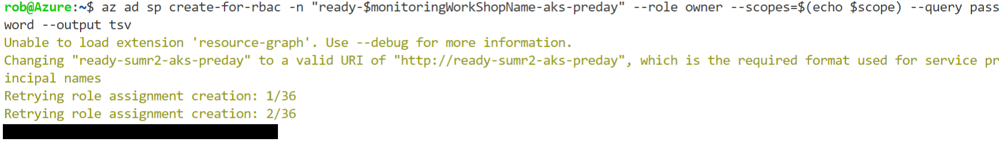 rob@Azure:~$ az ad sp create-for-rbac -n "ready-$monitoringWorkShopName-aks-preday" --role owner --scopes=$(echo $scope) --query pass
word --output tsv
Unable to load extension 'resource-graph'. Use --debug for more information.
Changing "ready-sumr2-aks-preday" to a valid URI of "http://ready-sumr2-aks-preday", which is the required format used for service pr
incipal names
Retrying role assignment creation: 1/36
Retrying role assignment creation: 2/36